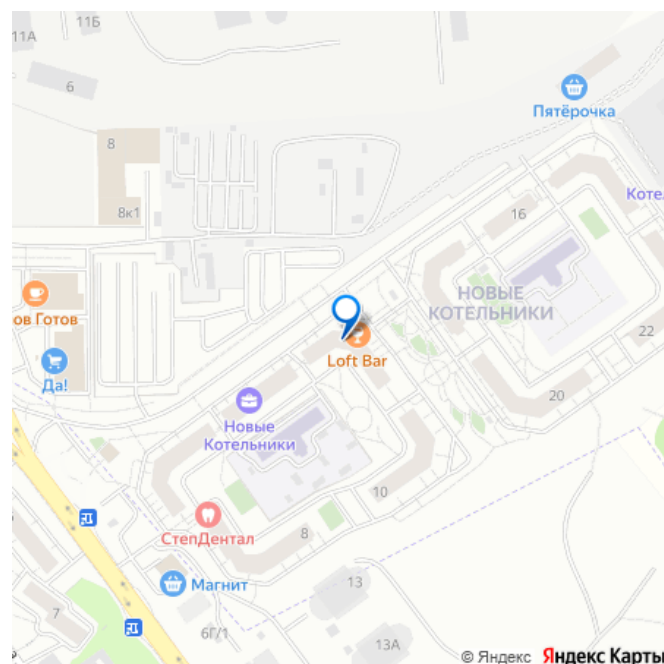 11Б
11А
6
Пятёрочка
8
8к1
Коте
16
НОВЫЕ
КОТЕЛЬНИКИ
ов Готов
22
Loft Bar
Да!
20
Новые
Котельники
10
СтепДентал
8
Магнит
13
7
6Г/1
13А
© Яндекс Яндекс Карты